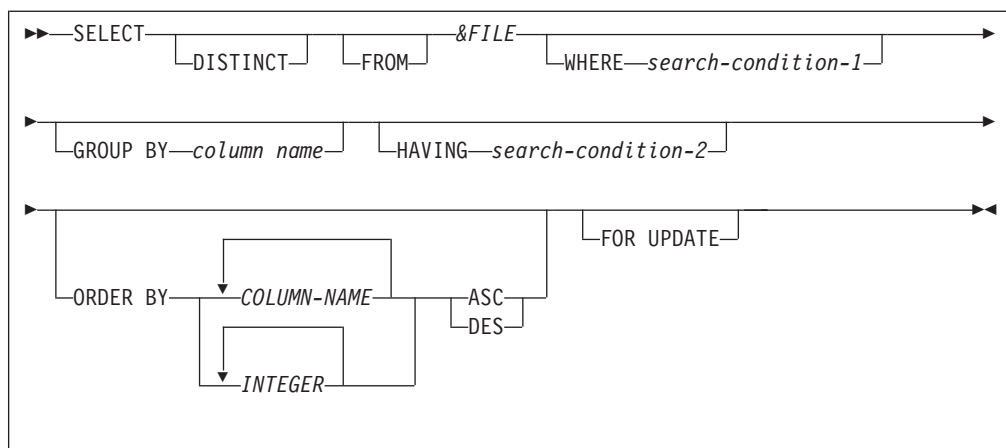 SELECT &FILE
DISTINCT FROM WHERE search-condition-1
GROUP BY column name HAVING search-condition-2
FOR UPDATE
ORDER BY COLUMN-NAME ASC
DES
INTEGER